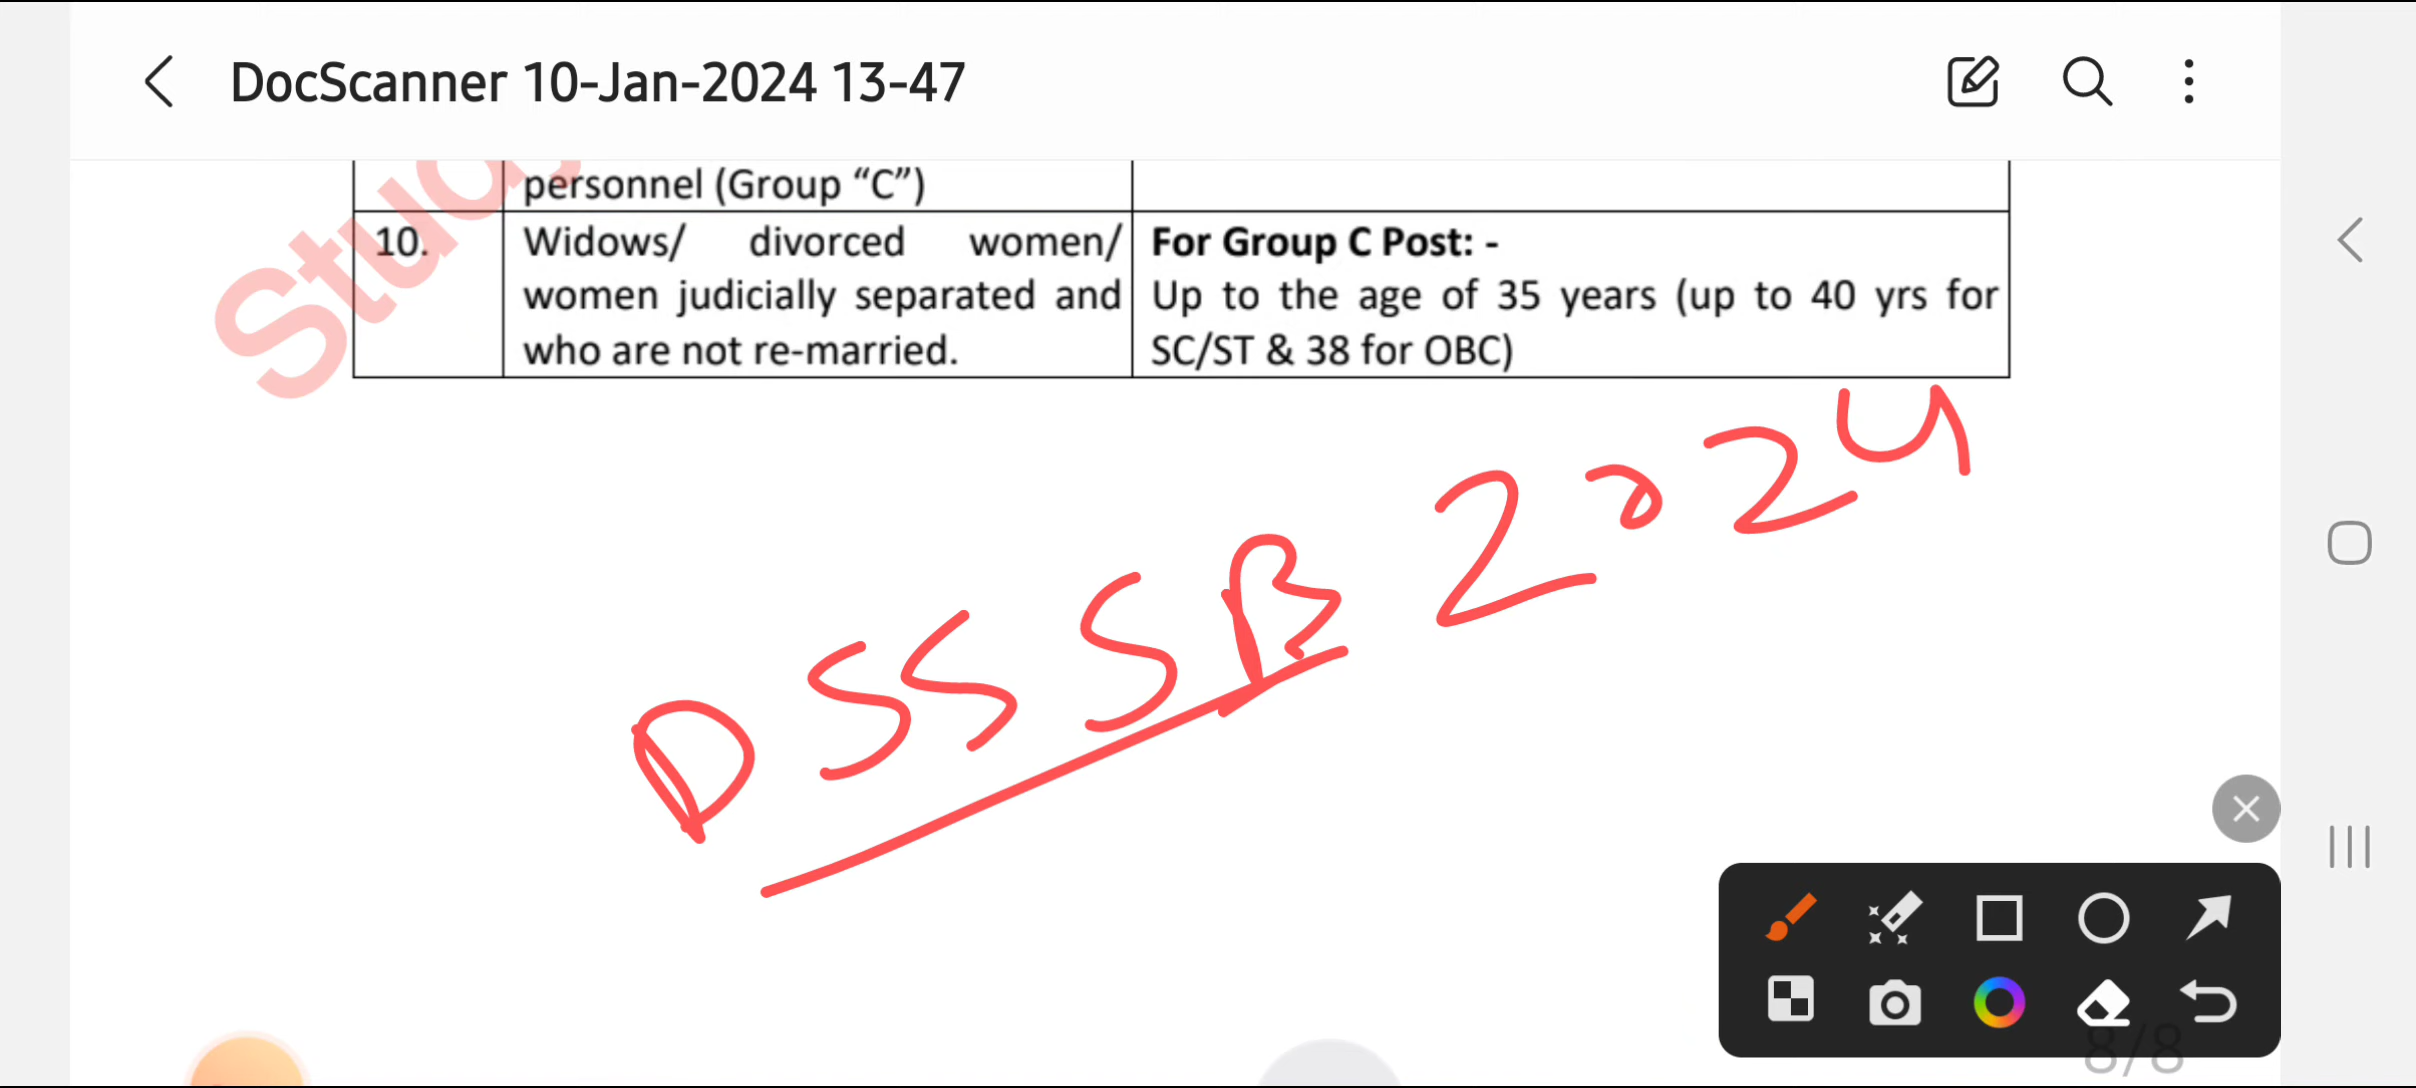 DocScanner 10-Jan-2024 13-47
personnel (Group “C”)
10. Widows/ divorced women/ women judicially separated and who are not re-married.
For Group C Post: -
Up to the age of 35 years (up to 40 yrs for SC/ST & 38 for OBC)
DSSSB 2024
8/8